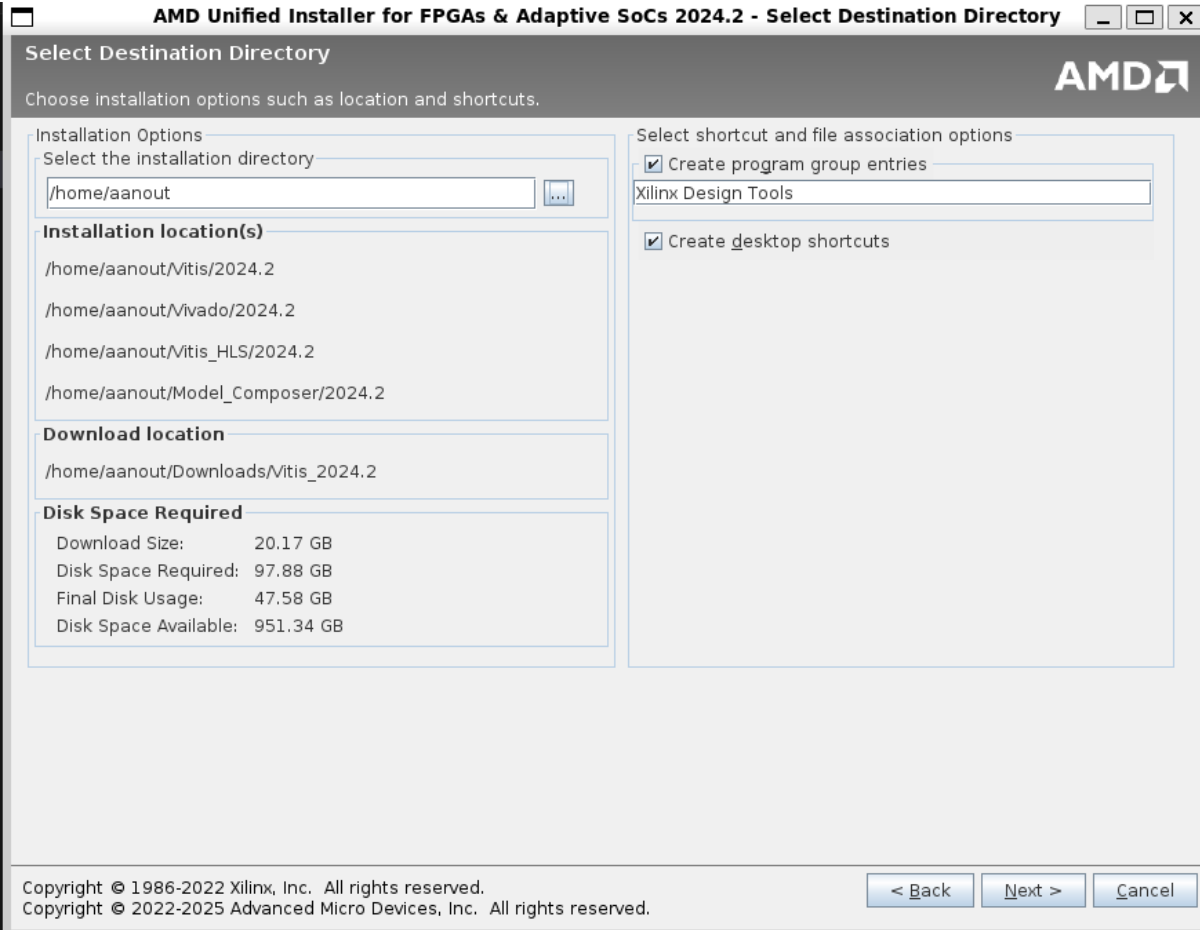 AMD Unified Installer for FPGAs & Adaptive SoCs 2024.2 - Select Destination Directory
Select Destination Directory
AMD
Choose installation options such as location and shortcuts.
Installation Options
Select the installation directory
/home/aanout
...
Installation location(s)
/home/aanout/Vitis/2024.2
/home/aanout/Vivado/2024.2
/home/aanout/Vitis_HLS/2024.2
/home/aanout/Model_Composer/2024.2
Download location
/home/aanout/Downloads/Vitis_2024.2
Disk Space Required
Download Size: 20.17 GB
Disk Space Required: 97.88 GB
Final Disk Usage: 47.58 GB
Disk Space Available: 951.34 GB
Select shortcut and file association options
Create program group entries
Xilinx Design Tools
Create desktop shortcuts
Copyright © 1986-2022 Xilinx, Inc. All rights reserved.
Copyright © 2022-2025 Advanced Micro Devices, Inc. All rights reserved.
< Back
Next >
Cancel